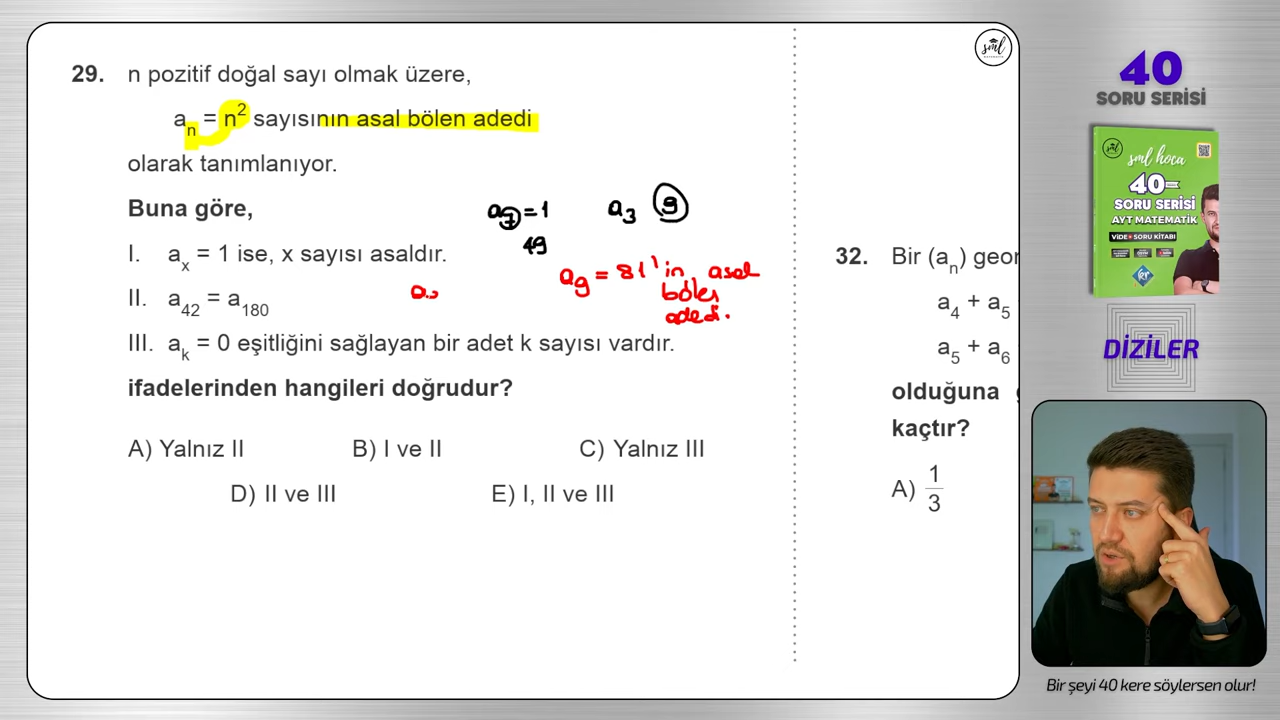 29. n pozitif doğal sayı olmak üzere,
aₙ = n² sayısının asal bölen adedi
olarak tanımlanıyor.
Buna göre,
a₇ = 1
49
a₃ 9
I. aₓ = 1 ise, x sayısı asaldır.
a₉ = 81'in asal
bölen
adedi.
II. a₄₂ = a₁₈₀
III. aₖ = 0 eşitliğini sağlayan bir adet k sayısı vardır.
ifadelerinden hangileri doğrudur?
A) Yalnız II B) I ve II C) Yalnız III
D) II ve III E) I, II ve III
32. Bir (aₙ) geor
a₄ + a₅
a₅ + a₆
olduğuna
kaçtır?
A) 1/3
sml
40
SORU SERİSİ
sml hoca
40
SORU SERİSİ
AYT MATEMATİK
VİDEO SORU KİTABI
DİZİLER
Bir şeyi 40 kere söylersen olur!